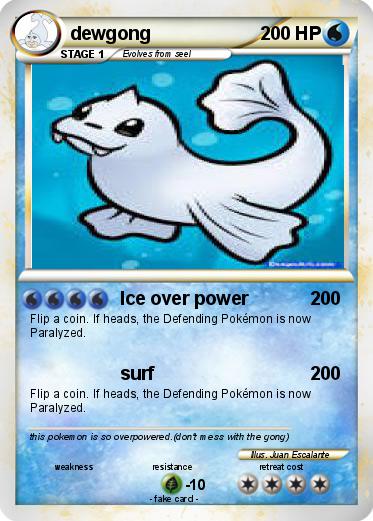 dewgong 200 HP
STAGE 1 Evolves from seel
Ice over power 200
Flip a coin. If heads, the Defending Pokémon is now
Paralyzed.
surf 200
Flip a coin. If heads, the Defending Pokémon is now
Paralyzed.
this pokemon is so overpowered.(don't mess with the gong)
Illus. Juan Escalante
weakness resistance retreat cost
-10
- fake card -